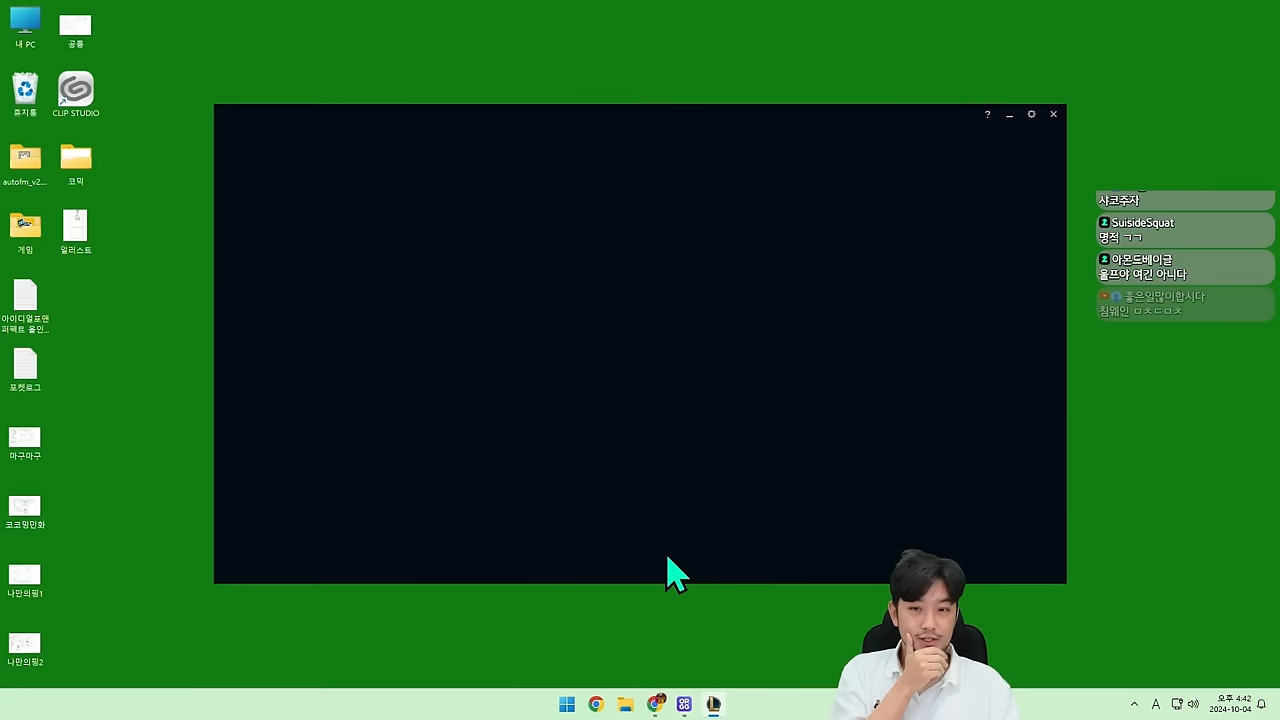 내 PC
공룡
휴지통
CLIP STUDIO
autofm_v2...
코믹
게임
일러스트
아이디얼포맨
퍼펙트 올인...
포켓로그
마구마구
코코밍만화
나만의핑1
나만의핑2
?
사코주자
SuisideSquat
명적 ㄱㄱ
아몬드베이글
울프야 여긴 아니다
좋은일많이합시다
침웨인 ㅁㅊㄷㅁㅊ
A
오후 4:42
2024-10-04